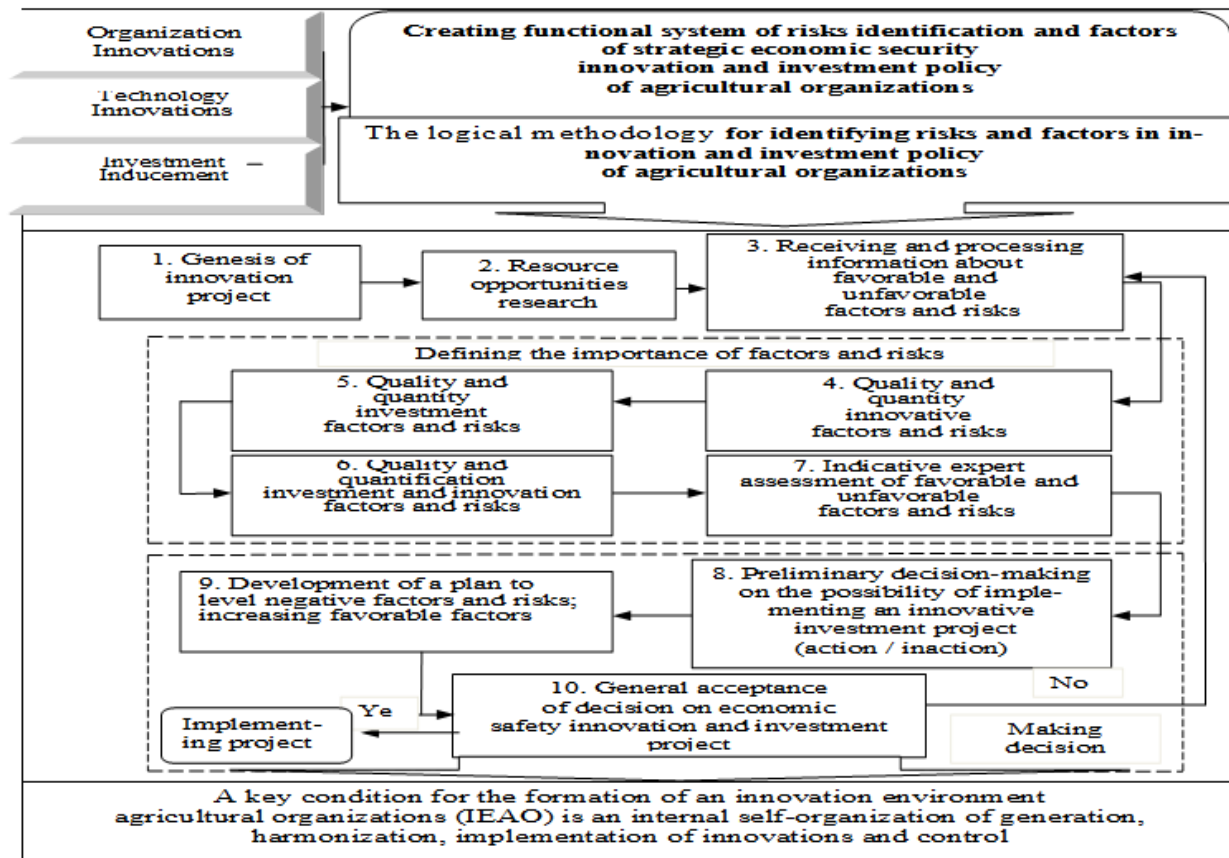 Organization
Innovations
Technology
Innovations
Investment –
Inducement
Creating functional system of risks identification and factors
of strategic economic security
innovation and investment policy
of agricultural organizations
The logical methodology for identifying risks and factors in in-
novation and investment policy
of agricultural organizations
1. Genesis of
innovation
project
2. Resource
opportunities
research
3. Receiving and processing
information about
favorable and
unfavorable
factors and risks
Defining the importance of factors and risks
5. Quality and
quantity
investment
factors and risks
4. Quality and
quantity
innovative
factors and risks
6. Quality and
quantification
investment and innovation
factors and risks
7. Indicative expert
assessment of favorable and
unfavorable
factors and risks
9. Development of a plan to
level negative factors and risks;
increasing favorable factors
8. Preliminary decision-making
on the possibility of imple-
menting an innovative
investment project
(action / inaction)
No
10. General acceptance
of decision on economic
safety innovation and investment
project
Ye
Implement-
ing project
Making
decision
A key condition for the formation of an innovation environment
agricultural organizations (IEAO) is an internal self-organization of generation,
harmonization, implementation of innovations and control